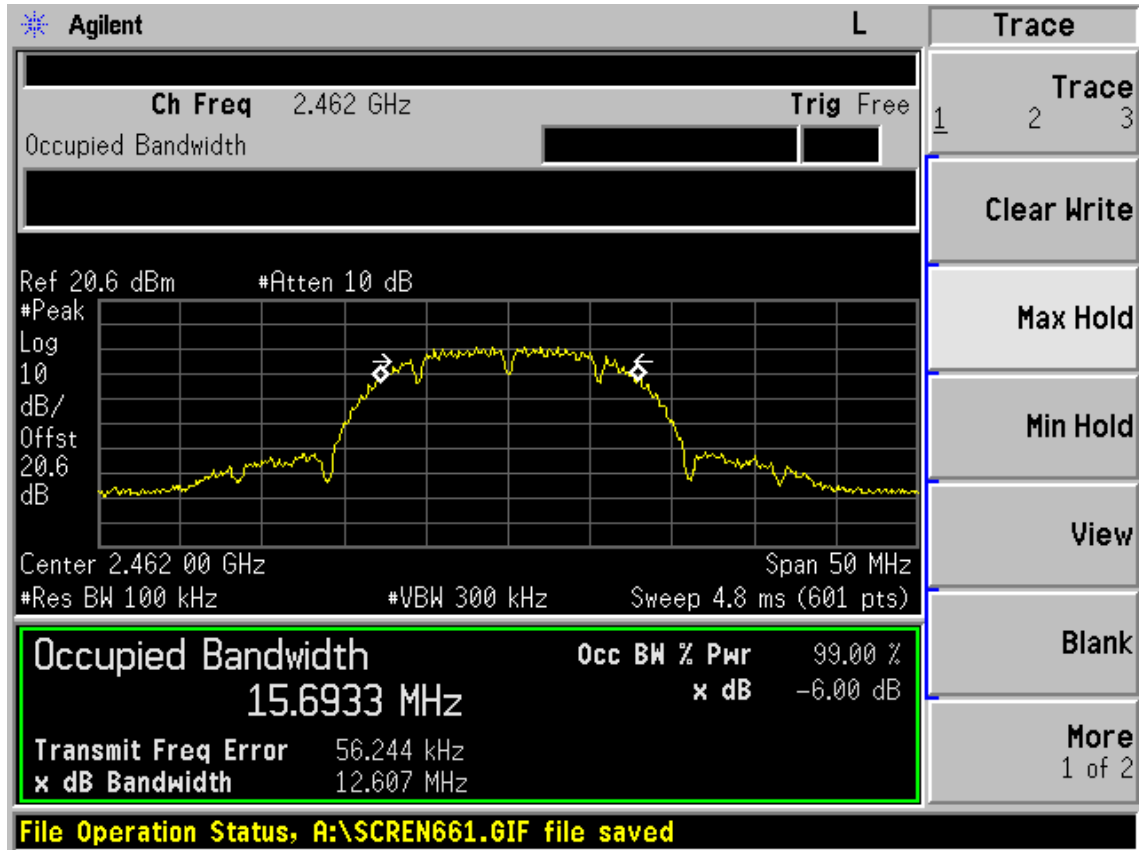 Agilent L Trace
Ch Freq 2.462 GHz Trig Free
Occupied Bandwidth
Trace
1 2 3
Clear Write
Ref 20.6 dBm #Atten 10 dB
#Peak
Log
10
dB/
Offst
20.6
dB
Max Hold
Min Hold
View
Center 2.462 00 GHz Span 50 MHz
#Res BW 100 kHz #VBW 300 kHz Sweep 4.8 ms (601 pts)
Occupied Bandwidth Occ BW % Pwr 99.00 %
15.6933 MHz x dB -6.00 dB
Transmit Freq Error 56.244 kHz
x dB Bandwidth 12.607 MHz
Blank
More
1 of 2
File Operation Status, A:\SCREN661.GIF file saved